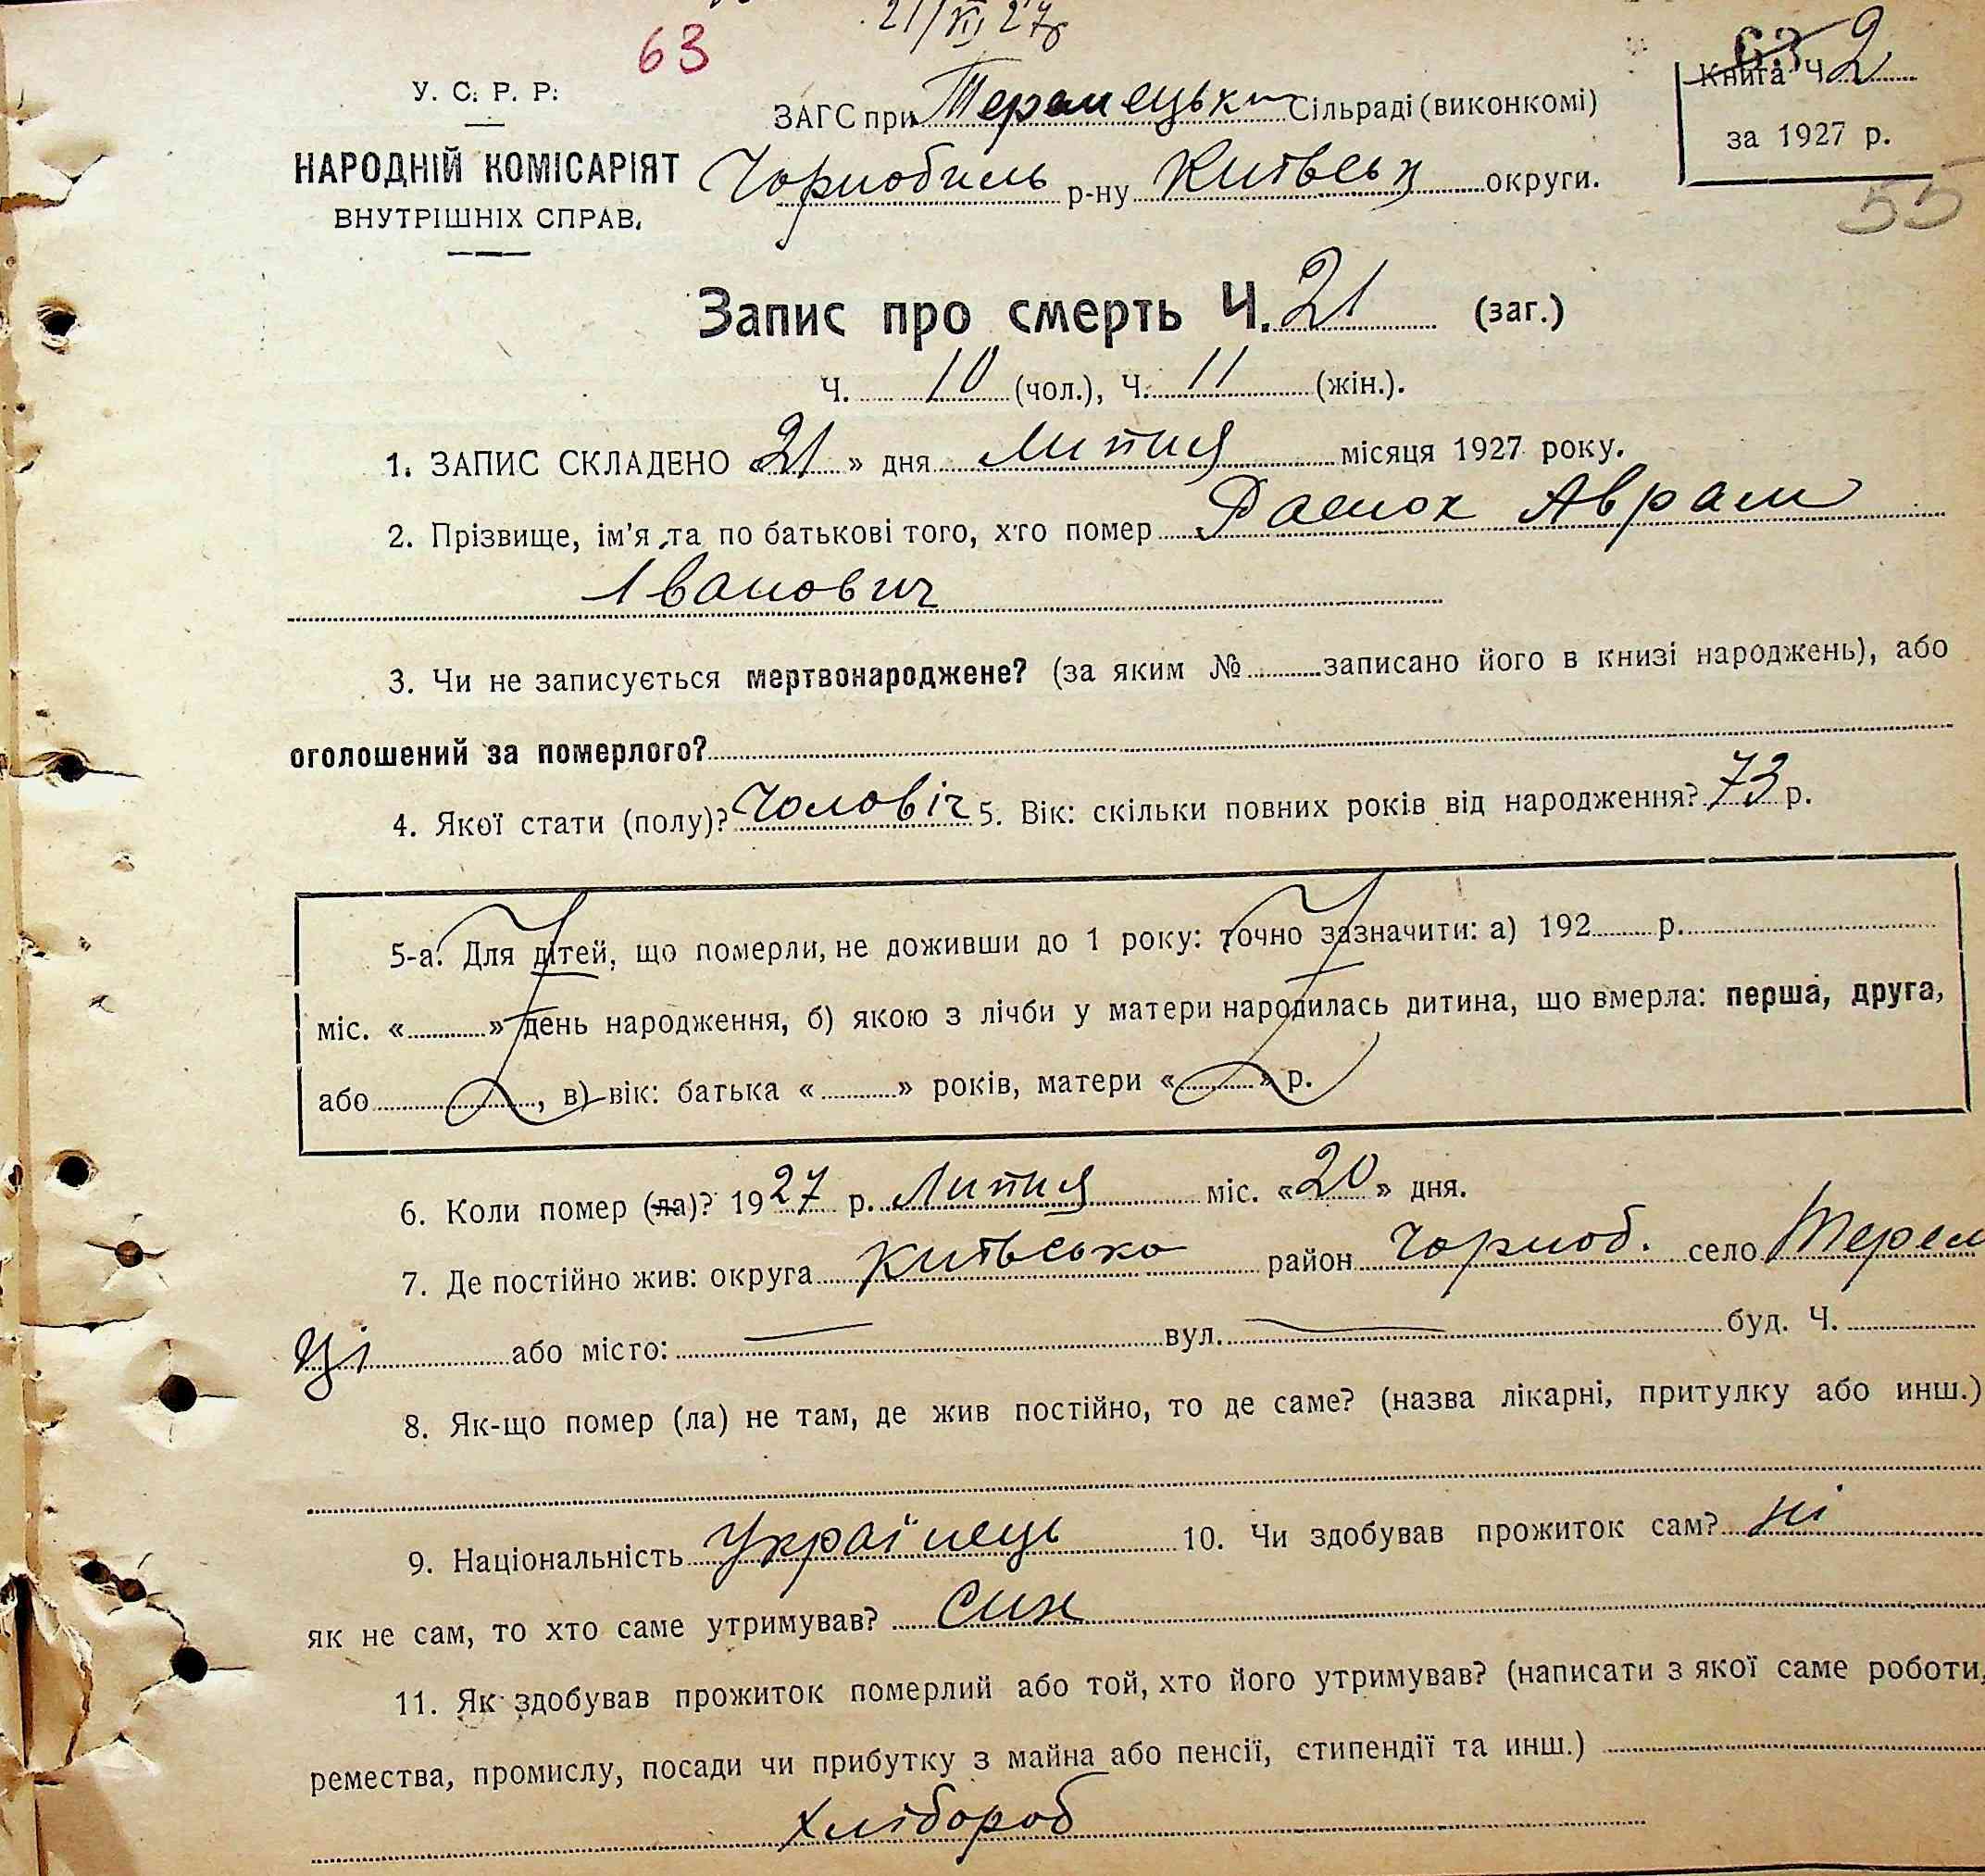 21/XI 27р
63
У. С. Р. Р.
НАРОДНІЙ КОМІСАРІЯТ
ВНУТРІШНІХ СПРАВ.
ЗАГС при Теремецьки Сільраді (виконкомі)
Чорнобиль р-ну Київськ округи.
63
Книга Ч 2
за 1927 р.
55
Запис про смерть Ч. 21 (заг.)
Ч. 10 (чол.), Ч. 11 (жін.).
1. ЗАПИС СКЛАДЕНО «21» дня Липня місяця 1927 року.
2. Прізвище, ім'я та по батькові того, хто помер Аврам
Іванович
3. Чи не записується мертвонароджене? (за яким № записано його в книзі народжень), або
оголошений за померлого?
4. Якої стати (полу)? Чоловіч 5. Вік: скільки повних років від народження? 73 р.
5-а. Для дітей, що померли, не доживши до 1 року: точно зазначити: а) 192 р.
міс. « » день народження, б) якою з лічби у матери народилась дитина, що вмерла: перша, друга,
або , в) вік: батька « » років, матери « » р.
6. Коли помер (ла)? 1927 р. Липня міс. «20» дня.
7. Де постійно жив: округа Київсько район Чорноб. село Терем
ці або місто: — вул. — буд. Ч.
8. Як-що помер (ла) не там, де жив постійно, то де саме? (назва лікарні, притулку або инш.)
9. Національність Українець 10. Чи здобував прожиток сам? ні
як не сам, то хто саме утримував? син
11. Як здобував прожиток померлий або той, хто його утримував? (написати з якої саме роботи,
ремества, промислу, посади чи прибутку з майна або пенсії, стипендії та инш.)
Хлібороб